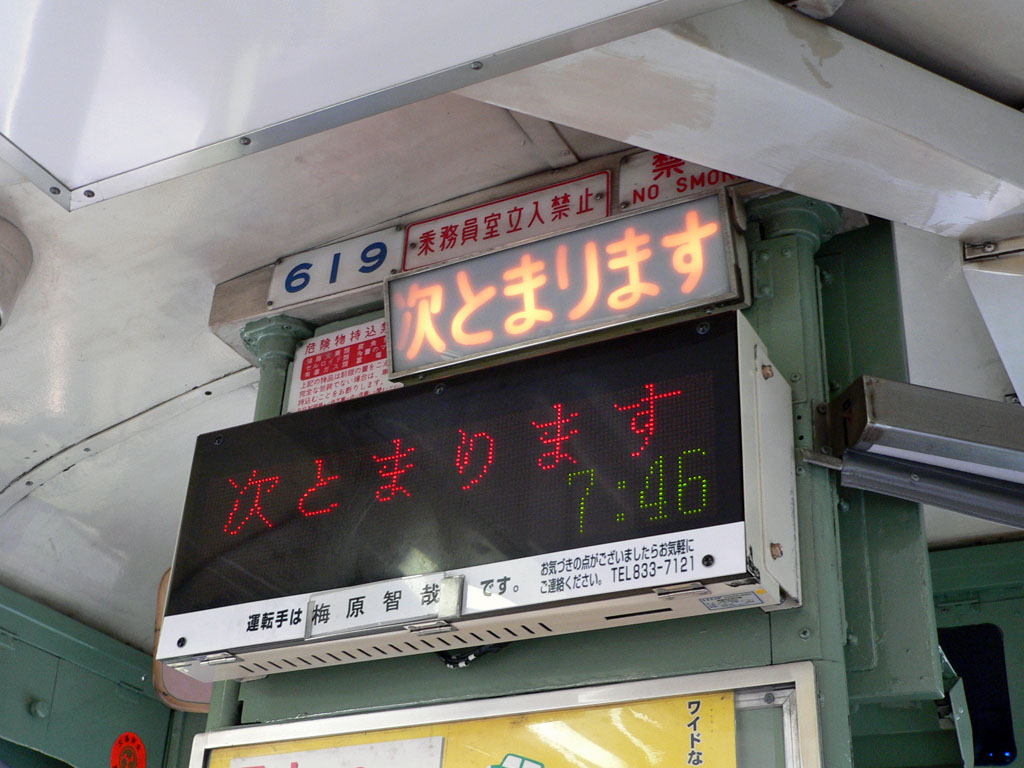 619
乗務員室立入禁止
禁
NO SMOK
次とまります
危険物持込禁
次とまります
7:46
運転手は 梅原智哉 です。
お気づきの点がございましたらお気軽に
ご連絡ください。TEL833-7121
ワイドな